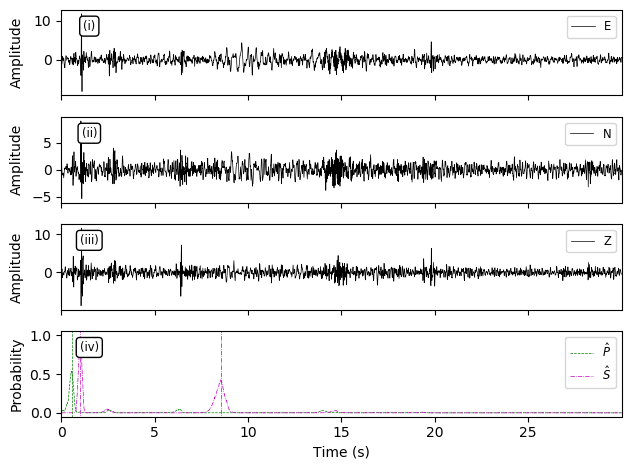 Amplitude
10
0
(i)
E
Amplitude
5
0
−5
(ii)
N
Amplitude
10
0
(iii)
Z
Probability
1.0
0.5
0.0
(iv)
P̂
Ŝ
0 5 10 15 20 25
Time (s)